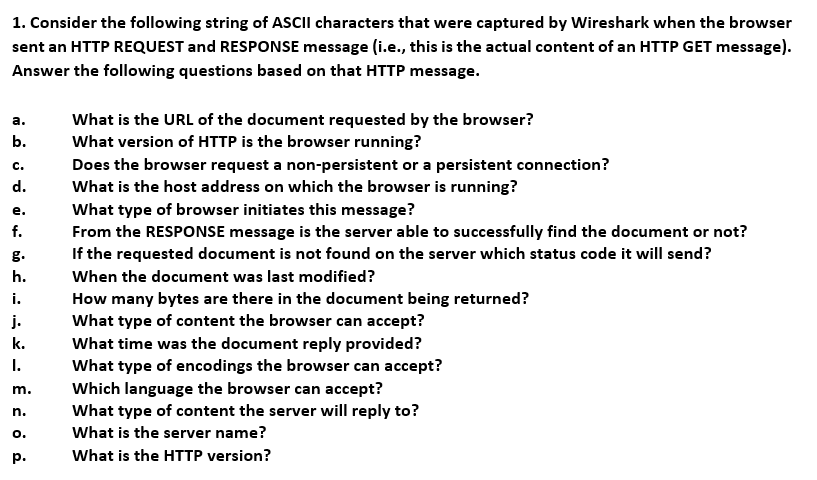 1. Consider the following string of ASCII characters that were captured by Wireshark when the browser
sent an HTTP REQUEST and RESPONSE message (i.e., this is the actual content of an HTTP GET message).
Answer the following questions based on that HTTP message.
a. What is the URL of the document requested by the browser?
b. What version of HTTP is the browser running?
c. Does the browser request a non-persistent or a persistent connection?
d. What is the host address on which the browser is running?
e. What type of browser initiates this message?
f. From the RESPONSE message is the server able to successfully find the document or not?
g. If the requested document is not found on the server which status code it will send?
h. When the document was last modified?
i. How many bytes are there in the document being returned?
j. What type of content the browser can accept?
k. What time was the document reply provided?
l. What type of encodings the browser can accept?
m. Which language the browser can accept?
n. What type of content the server will reply to?
o. What is the server name?
p. What is the HTTP version?